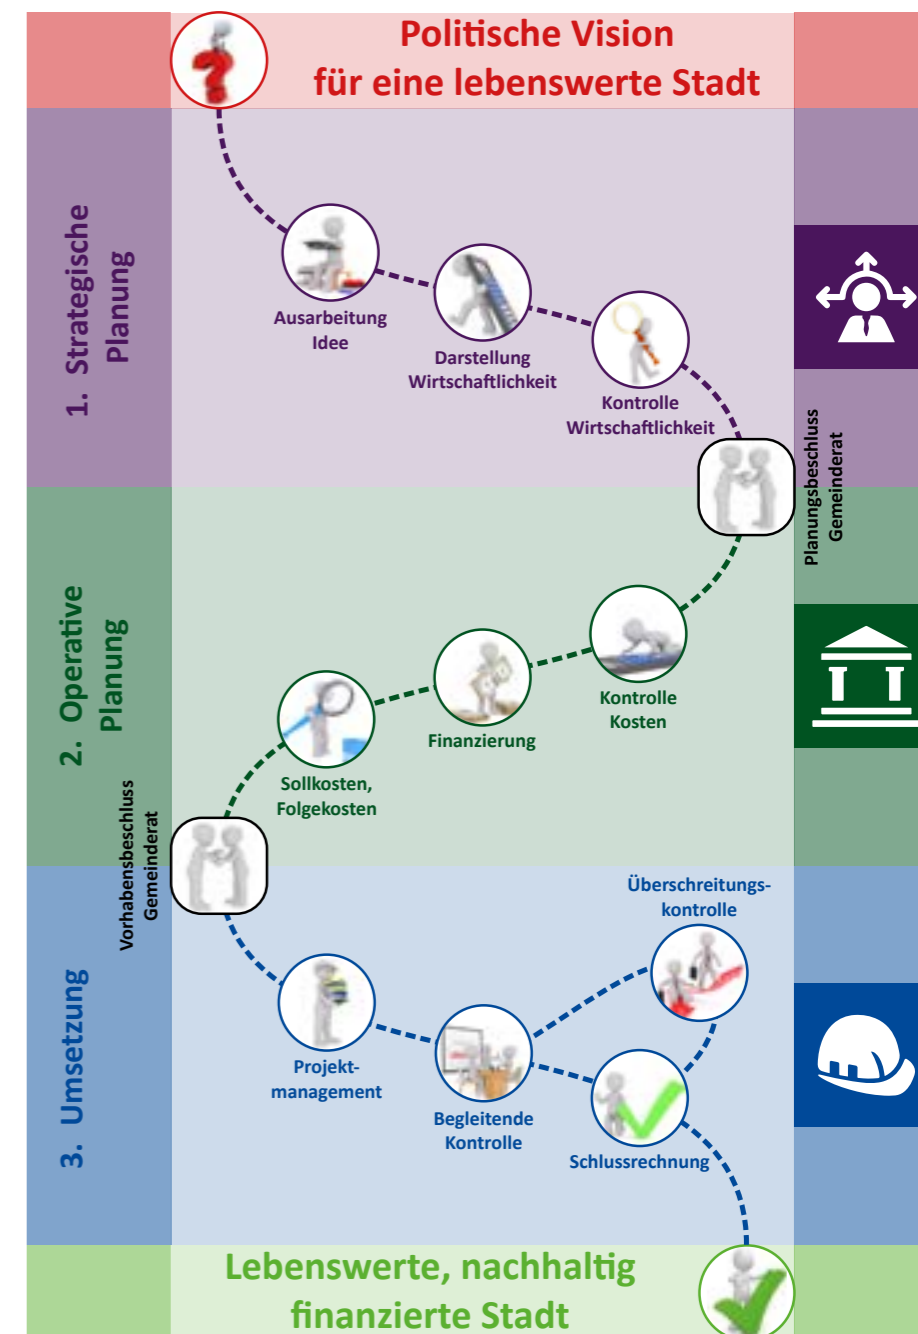 Politische Vision
für eine lebenswerte Stadt
1. Strategische
Planung
Ausarbeitung
Idee
Darstellung
Wirtschaftlichkeit
Kontrolle
Wirtschaftlichkeit
Planungsbeschluss
Gemeinderat
2. Operative
Planung
Kontrolle
Kosten
Finanzierung
Sollkosten,
Folgekosten
Vorhabensbeschluss
Gemeinderat
3. Umsetzung
Projekt-
management
Begleitende
Kontrolle
Überschreitungs-
kontrolle
Schlussrechnung
Lebenswerte, nachhaltig
finanzierte Stadt